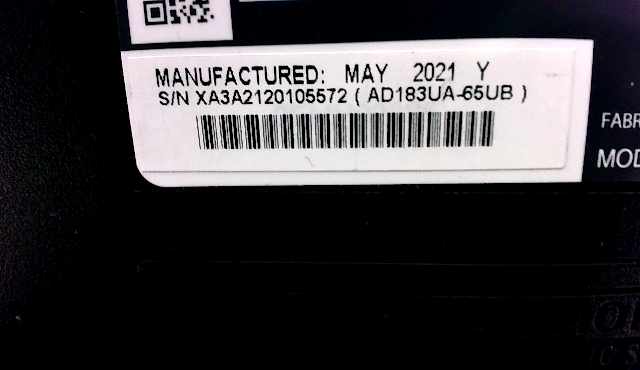 MANUFACTURED: MAY 2021 Y
S/N XA3A2120105572 ( AD183UA-65UB )
FABR
MOD